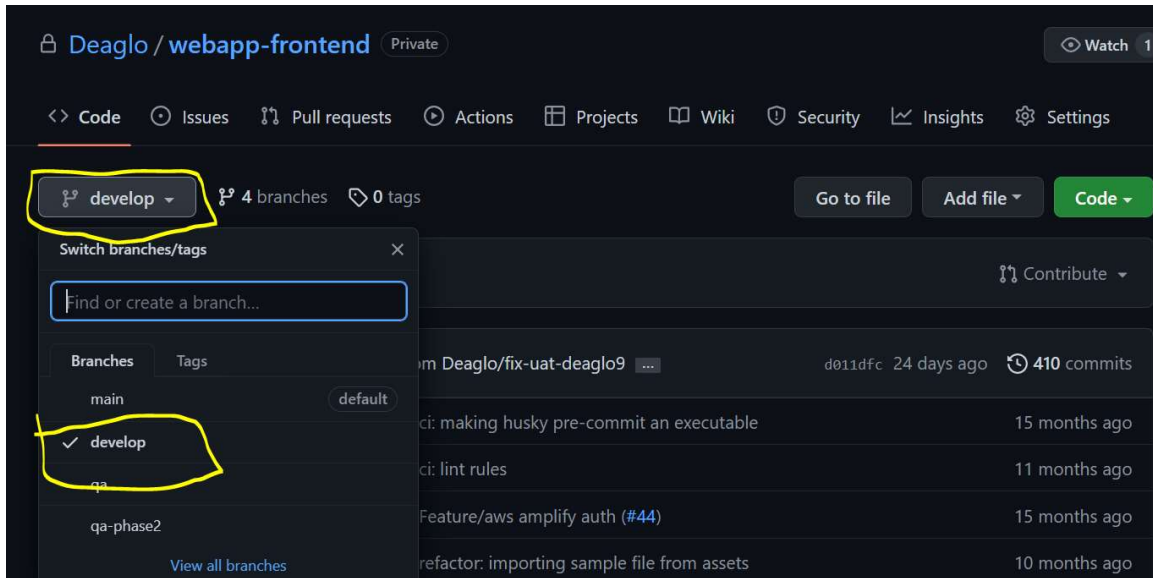 Deaglo / webapp-frontend Private
Watch 1
Code Issues Pull requests Actions Projects Wiki Security Insights Settings
develop 4 branches 0 tags Go to file Add file Code
Switch branches/tags
Find or create a branch...
Contribute
Branches Tags
m Deaglo/fix-uat-deaglo9 ... d011dfc 24 days ago 410 commits
main default
ci: making husky pre-commit an executable 15 months ago
develop
ci: lint rules 11 months ago
qa
Feature/aws amplify auth (#44) 15 months ago
qa-phase2
View all branches
refactor: importing sample file from assets 10 months ago